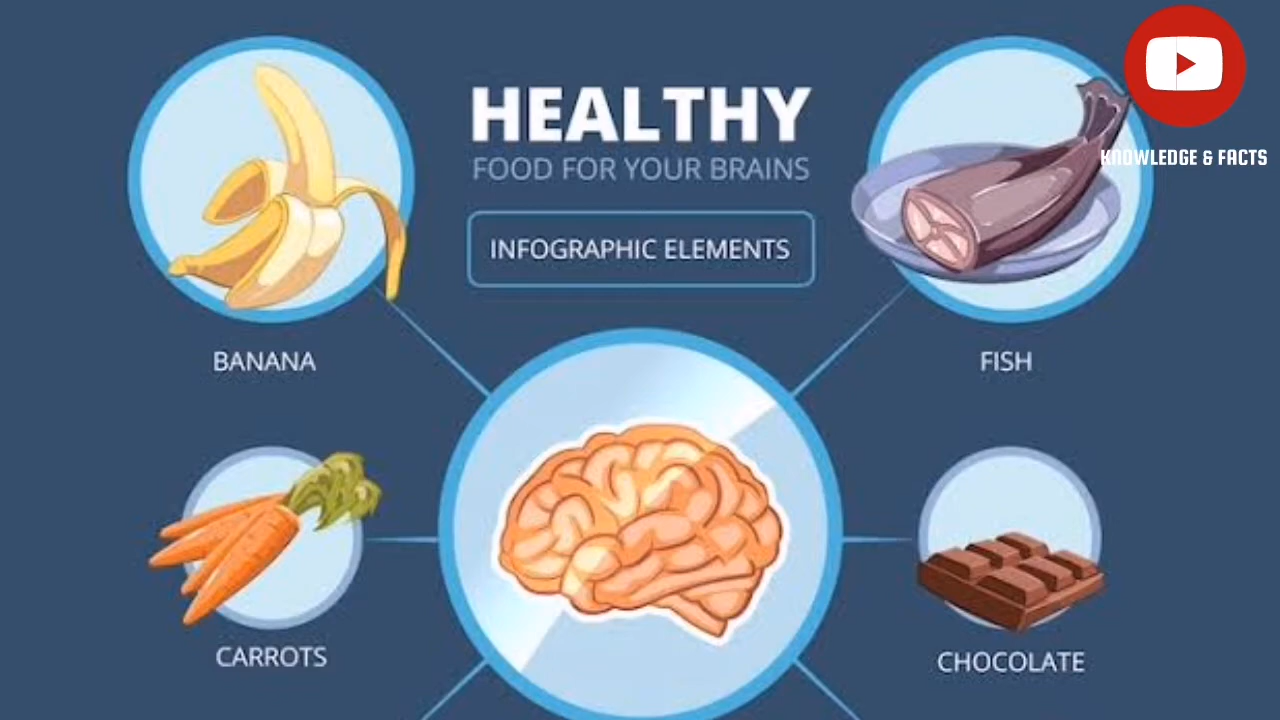 HEALTHY
FOOD FOR YOUR BRAINS
INFOGRAPHIC ELEMENTS
KNOWLEDGE & FACTS
BANANA
FISH
CARROTS
CHOCOLATE